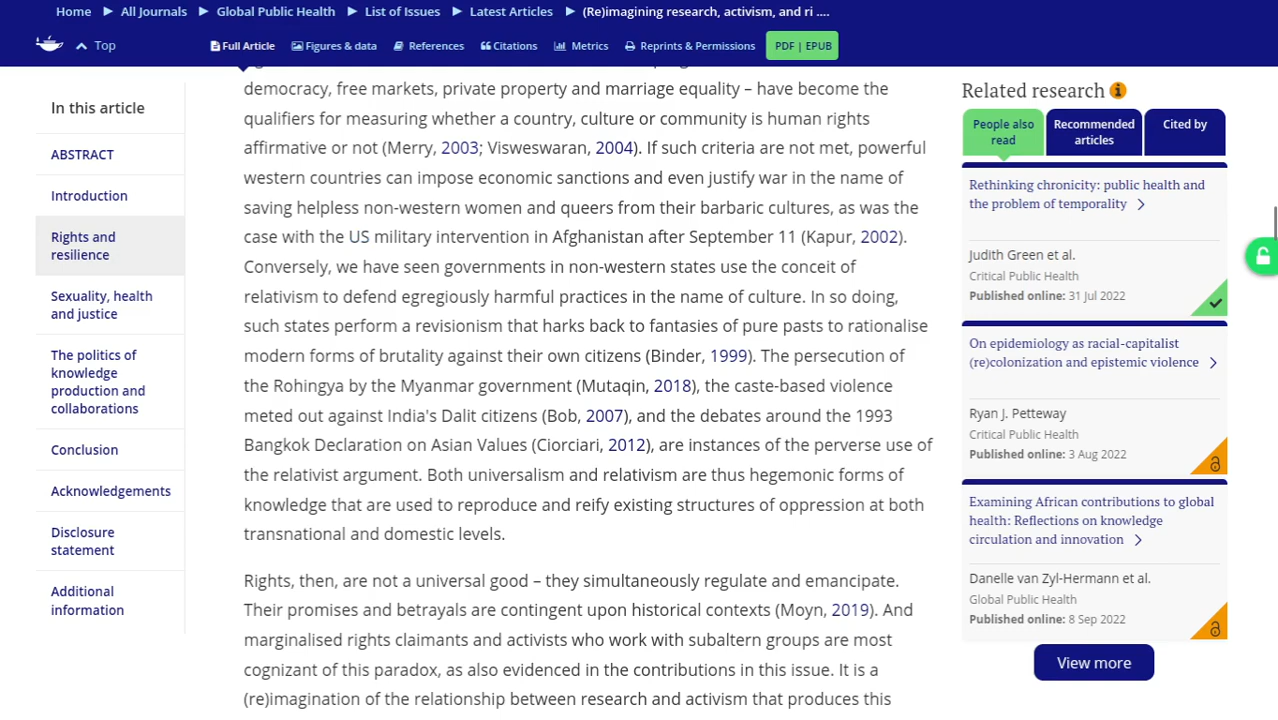 Home ▶ All Journals ▶ Global Public Health ▶ List of Issues ▶ Latest Articles ▶ (Re)imagining research, activism, and ri ....
Top
Full Article Figures & data References Citations Metrics Reprints & Permissions PDF | EPUB
In this article
ABSTRACT
Introduction
Rights and
resilience
Sexuality, health
and justice
The politics of
knowledge
production and
collaborations
Conclusion
Acknowledgements
Disclosure
statement
Additional
information
democracy, free markets, private property and marriage equality – have become the
qualifiers for measuring whether a country, culture or community is human rights
affirmative or not (Merry, 2003; Visweswaran, 2004). If such criteria are not met, powerful
western countries can impose economic sanctions and even justify war in the name of
saving helpless non-western women and queers from their barbaric cultures, as was the
case with the US military intervention in Afghanistan after September 11 (Kapur, 2002).
Conversely, we have seen governments in non-western states use the conceit of
relativism to defend egregiously harmful practices in the name of culture. In so doing,
such states perform a revisionism that harks back to fantasies of pure pasts to rationalise
modern forms of brutality against their own citizens (Binder, 1999). The persecution of
the Rohingya by the Myanmar government (Mutaqin, 2018), the caste-based violence
meted out against India's Dalit citizens (Bob, 2007), and the debates around the 1993
Bangkok Declaration on Asian Values (Ciorciari, 2012), are instances of the perverse use of
the relativist argument. Both universalism and relativism are thus hegemonic forms of
knowledge that are used to reproduce and reify existing structures of oppression at both
transnational and domestic levels.
Rights, then, are not a universal good – they simultaneously regulate and emancipate.
Their promises and betrayals are contingent upon historical contexts (Moyn, 2019). And
marginalised rights claimants and activists who work with subaltern groups are most
cognizant of this paradox, as also evidenced in the contributions in this issue. It is a
(re)imagination of the relationship between research and activism that produces this
Related research
People also
read
Recommended
articles
Cited by
Rethinking chronicity: public health and
the problem of temporality
Judith Green et al.
Critical Public Health
Published online: 31 Jul 2022
On epidemiology as racial-capitalist
(re)colonization and epistemic violence
Ryan J. Petteway
Critical Public Health
Published online: 3 Aug 2022
Examining African contributions to global
health: Reflections on knowledge
circulation and innovation
Danelle van Zyl-Hermann et al.
Global Public Health
Published online: 8 Sep 2022
View more